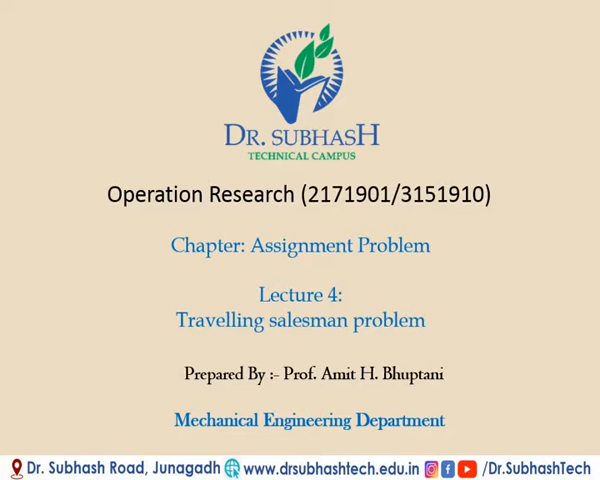 DR. SUBHASH
TECHNICAL CAMPUS
Operation Research (2171901/3151910)
Chapter: Assignment Problem
Lecture 4:
Travelling salesman problem
Prepared By :- Prof. Amit H. Bhuptani
Mechanical Engineering Department
Dr. Subhash Road, Junagadh www.drsubhashtech.edu.in /Dr.SubhashTech